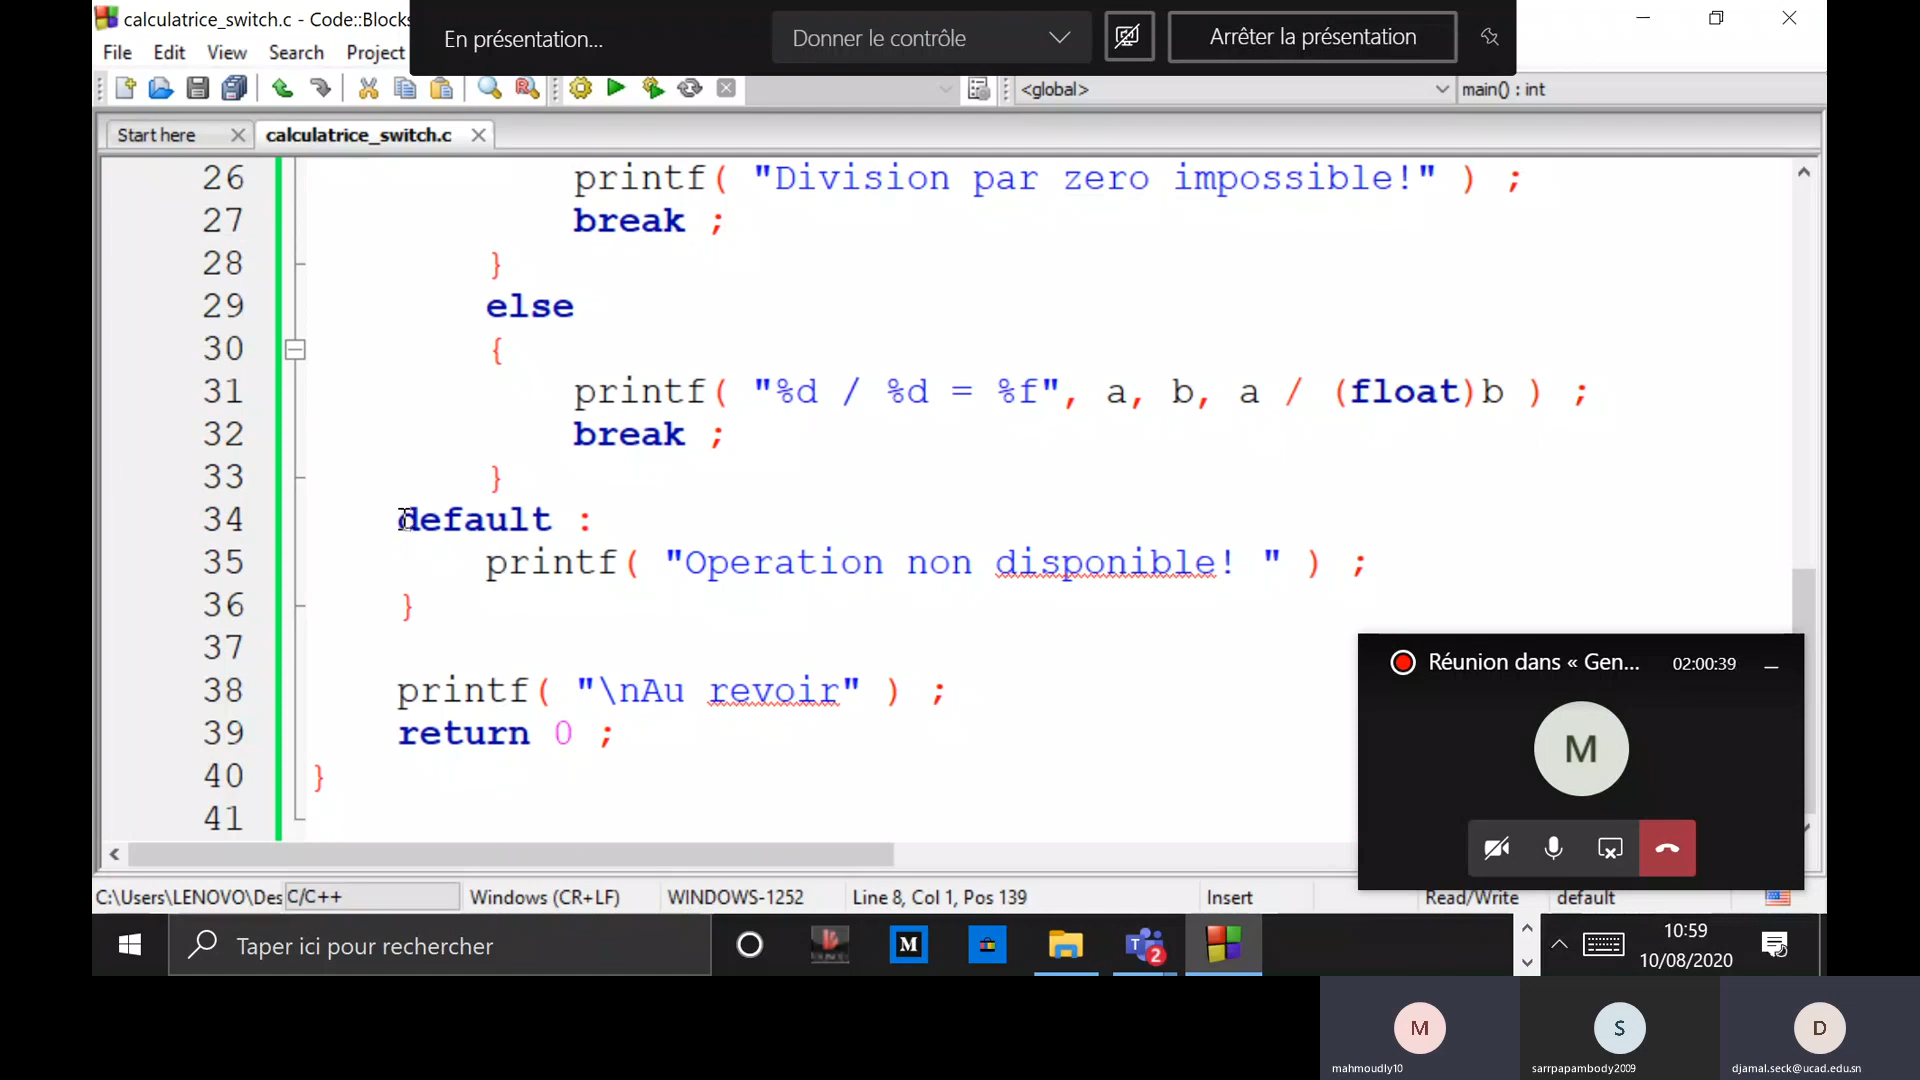 calculatrice_switch.c - Code::Blocks
En présentation...
Donner le contrôle
Arrêter la présentation
File Edit View Search Project
<global>
main() : int
Start here
calculatrice_switch.c
26 printf( "Division par zero impossible!" ) ;
27 break ;
28 }
29 else
30 {
31 printf( "%d / %d = %f", a, b, a / (float)b ) ;
32 break ;
33 }
34 default :
35 printf( "Operation non disponible! " ) ;
36 }
37
38 printf( "\nAu revoir" ) ;
39 return 0 ;
40 }
41
Réunion dans « Gen... 02:00:39
M
C:\Users\LENOVO\Des C/C++ Windows (CR+LF) WINDOWS-1252 Line 8, Col 1, Pos 139 Insert Read/Write default
Taper ici pour rechercher
M
T
2
10:59
10/08/2020
M
S
D
mahmoudly10
sarrpapambody2009
djamal.seck@ucad.edu.sn